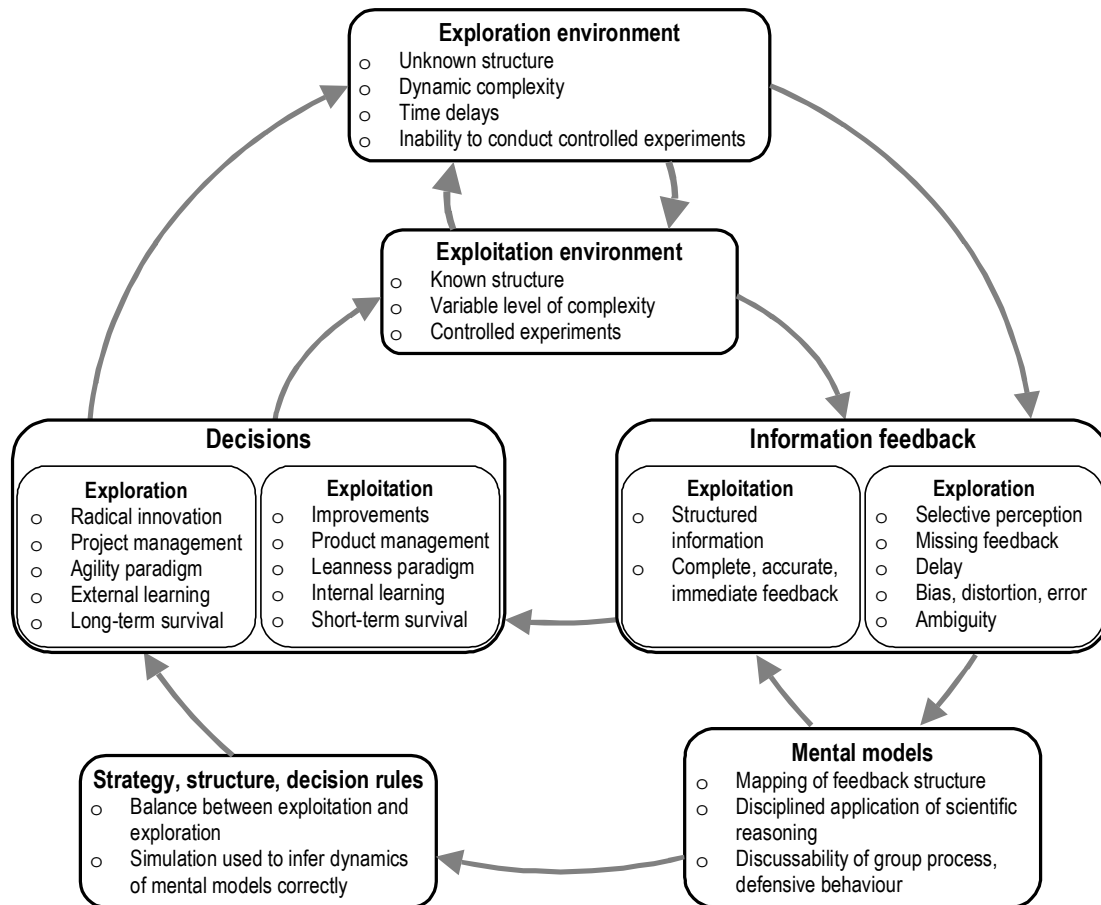 Exploration environment
o Unknown structure
o Dynamic complexity
o Time delays
o Inability to conduct controlled experiments
Exploitation environment
o Known structure
o Variable level of complexity
o Controlled experiments
Decisions
Exploration
o Radical innovation
o Project management
o Agility paradigm
o External learning
o Long-term survival
Exploitation
o Improvements
o Product management
o Leanness paradigm
o Internal learning
o Short-term survival
Information feedback
Exploitation
o Structured
information
o Complete, accurate,
immediate feedback
Exploration
o Selective perception
o Missing feedback
o Delay
o Bias, distortion, error
o Ambiguity
Strategy, structure, decision rules
o Balance between exploitation and
exploration
o Simulation used to infer dynamics
of mental models correctly
Mental models
o Mapping of feedback structure
o Disciplined application of scientific
reasoning
o Discussability of group process,
defensive behaviour